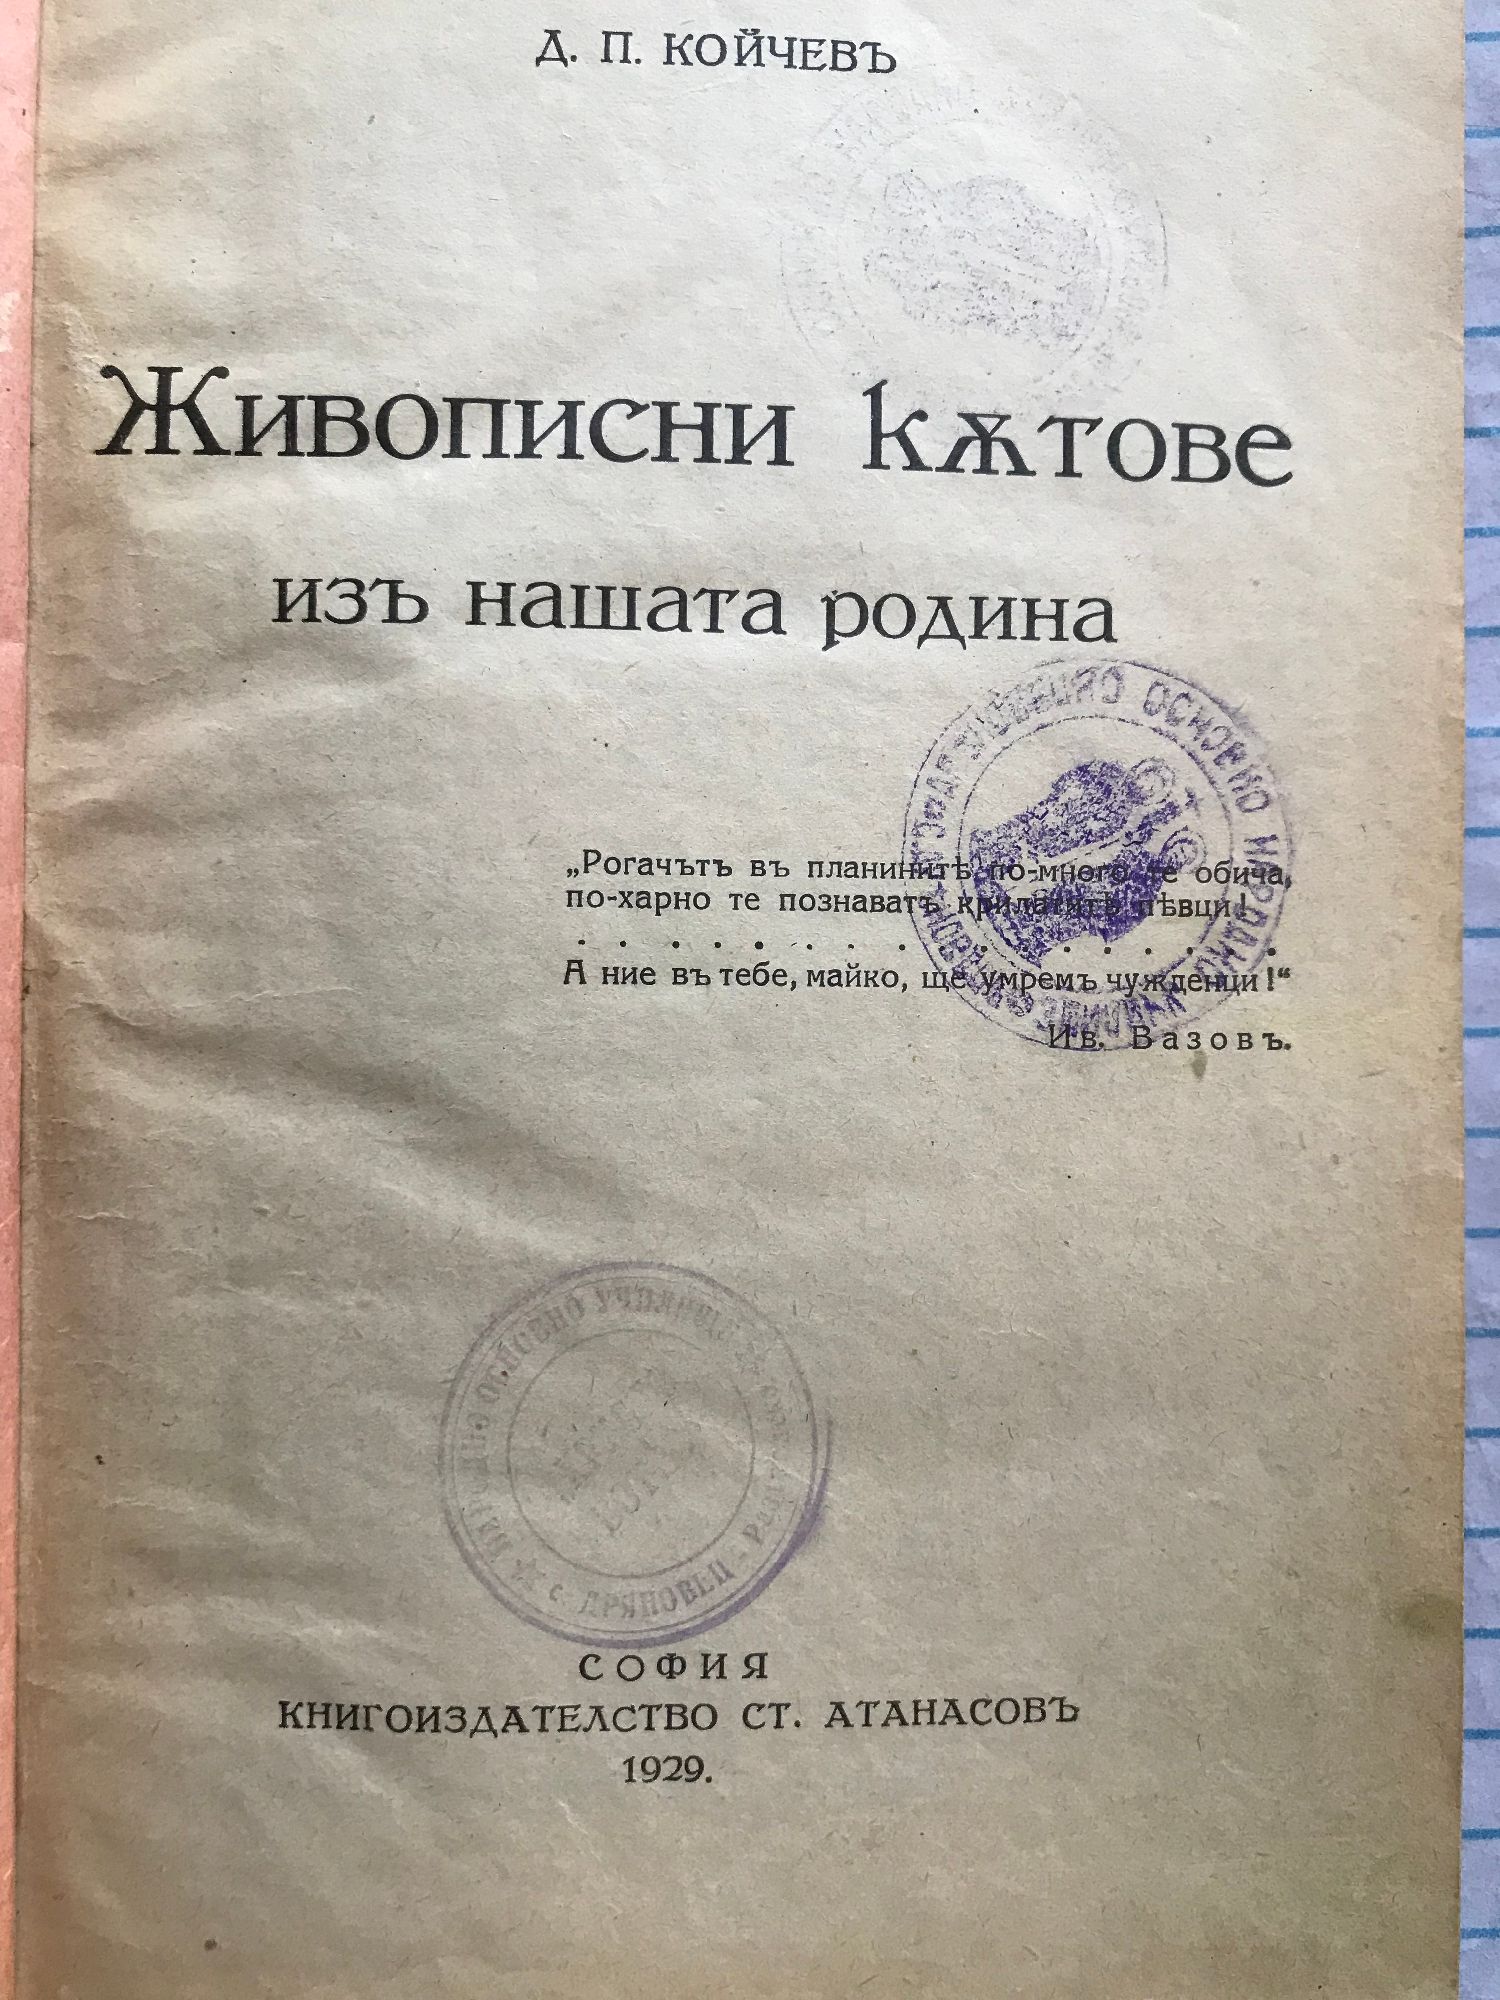 Д. П. КОЙЧЕВЪ
Живописни кѫтове
изъ нашата родина
„Рогачътъ въ планинитѣ по-много те обича,
по-харно те познаватъ крилатитѣ пѣвци!
. . . . . . . . . . . . . . . .
А ние въ тебе, майко, ще умремъ чужденци!“
Ив. Вазовъ.
с. ДРЯНОВЕЦ -
СОФИЯ
КНИГОИЗДАТЕЛСТВО СТ. АТАНАСОВЪ
1929.